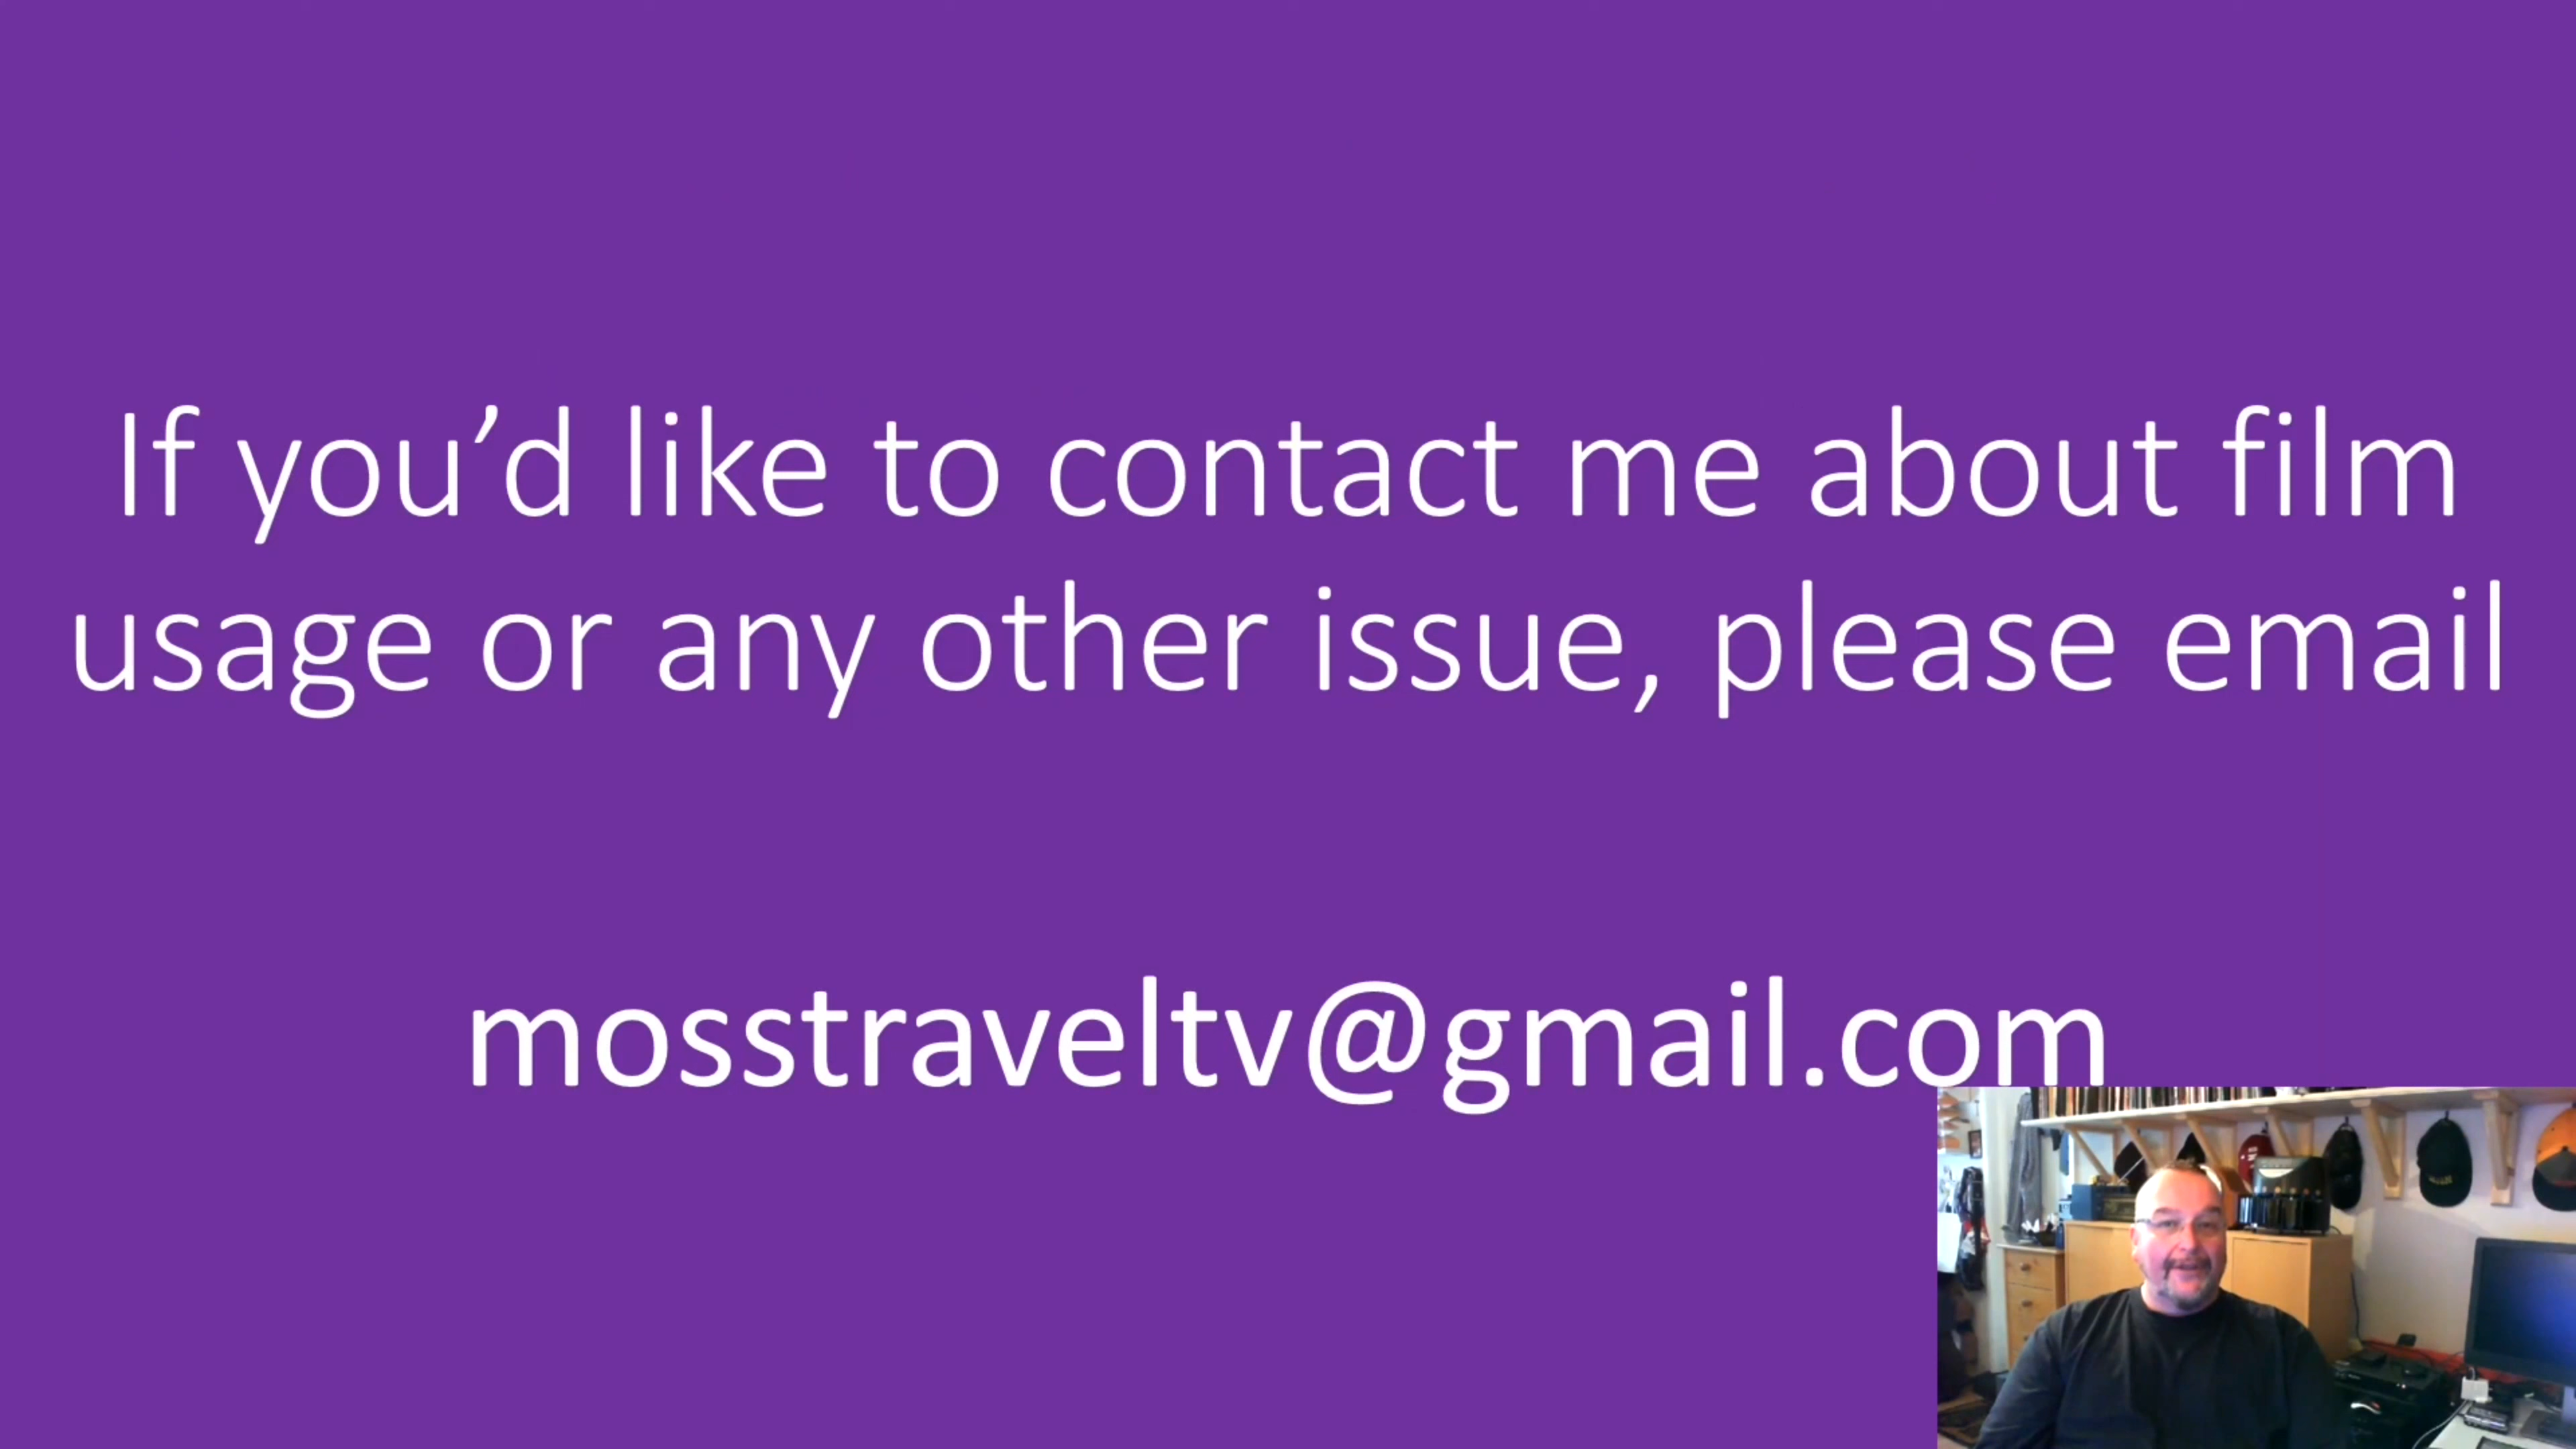 If you’d like to contact me about film
usage or any other issue, please email
mosstraveltv@gmail.com